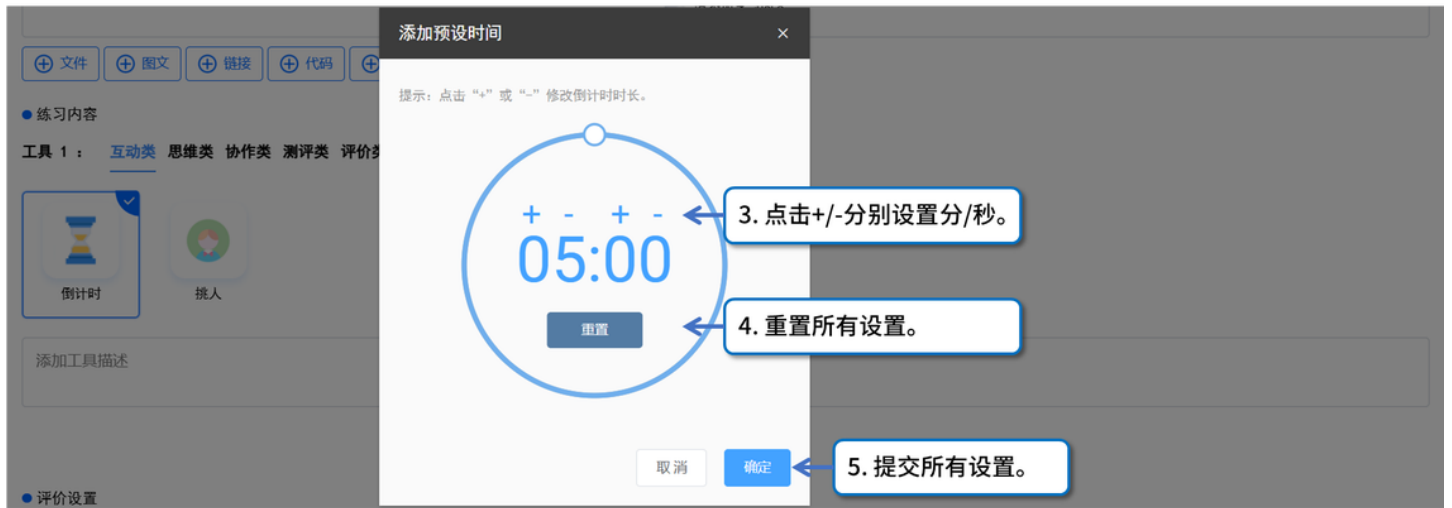 添加预设时间 ×
文件 图文 链接 代码
提示：点击“+”或“-”修改倒计时时长。
练习内容
工具 1 ： 互动类 思维类 协作类 测评类 评价类
+ - + -
3. 点击+/-分别设置分/秒。
05:00
倒计时 挑人
重置
4. 重置所有设置。
添加工具描述
取消 确定
5. 提交所有设置。
评价设置